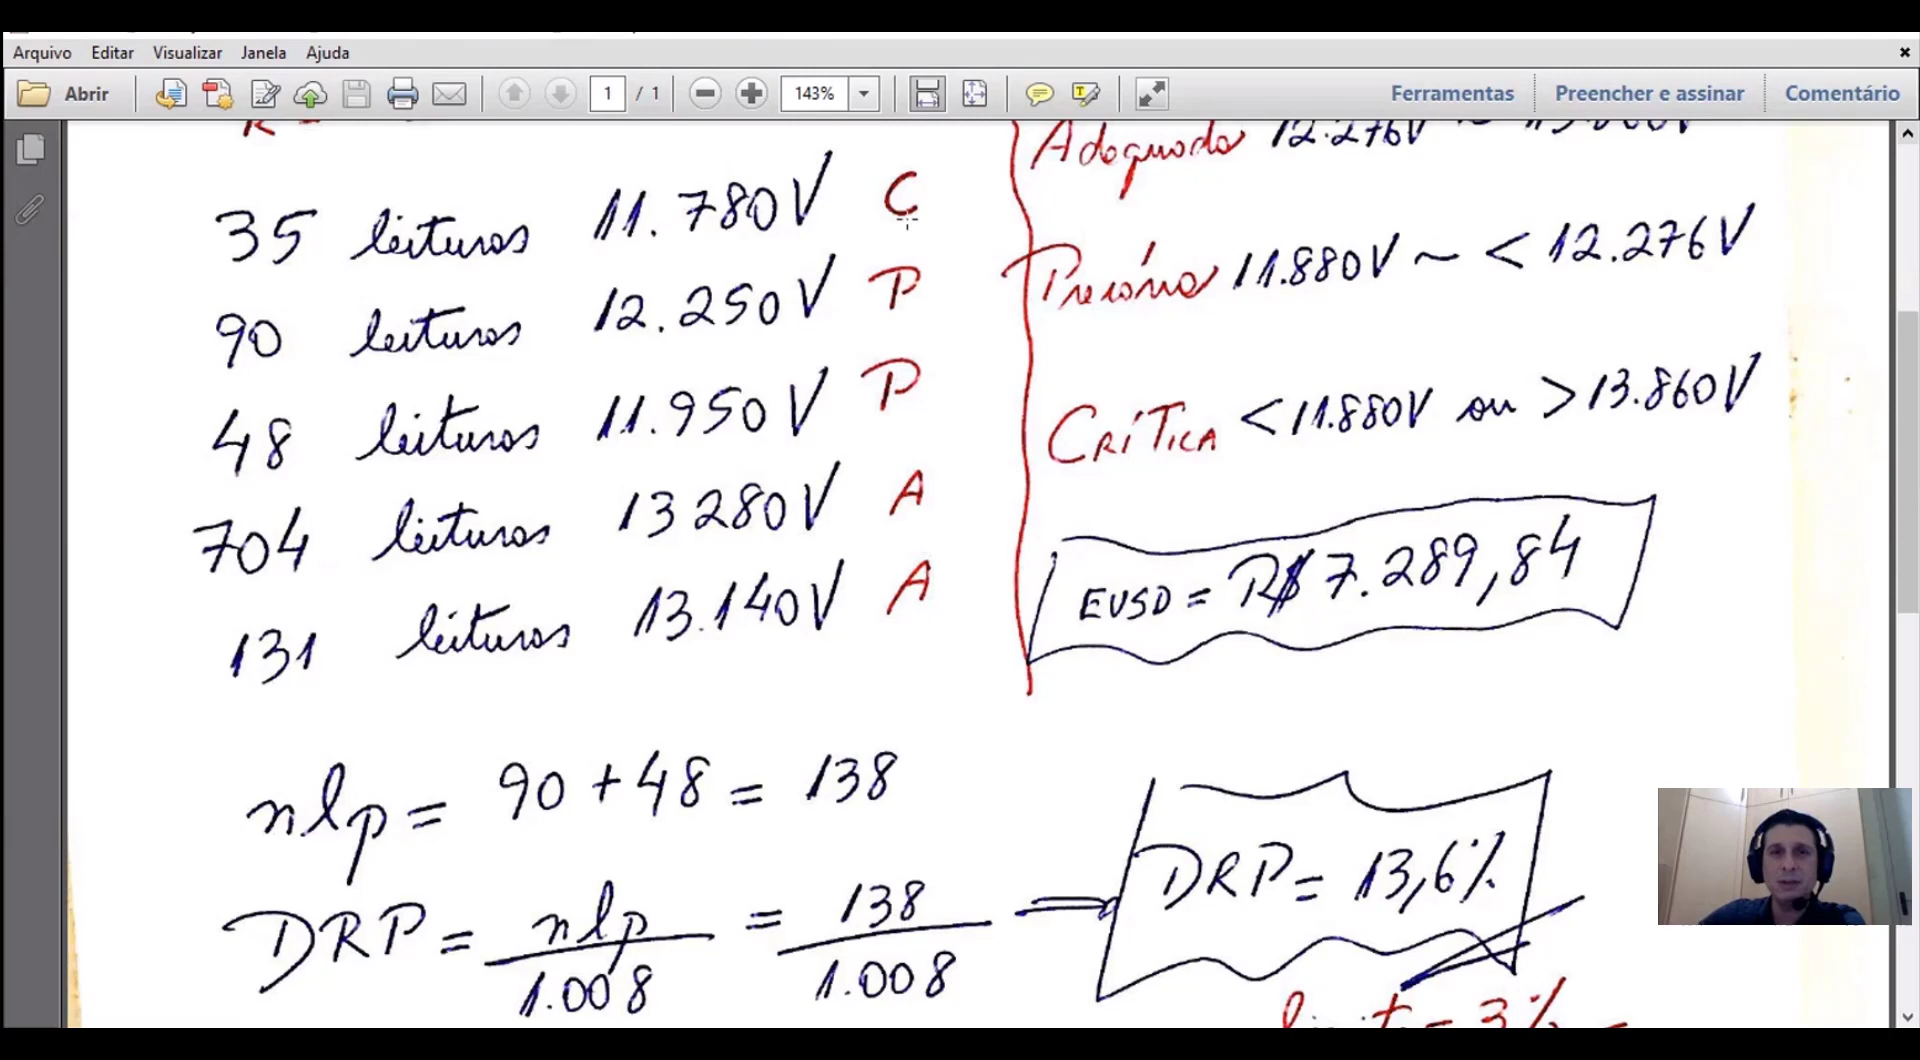 Arquivo Editar Visualizar Janela Ajuda
Abrir 1 / 1 143% Ferramentas Preencher e assinar Comentário
35 leituras 11.780V C
90 leituras 12.250V P
48 leituras 11.950V P
704 leituras 13280V A
131 leituras 13.140V A
Adequada 12.276V ~
Precária 11.880V ~ < 12.276V
CRÍTICA < 11.880V ou > 13.860V
EUSD = R$ 7.289,84
nlp = 90 + 48 = 138
DRP = nlp / 1.008 = 138 / 1.008 ⇒ DRP = 13,6%
limite = 3%